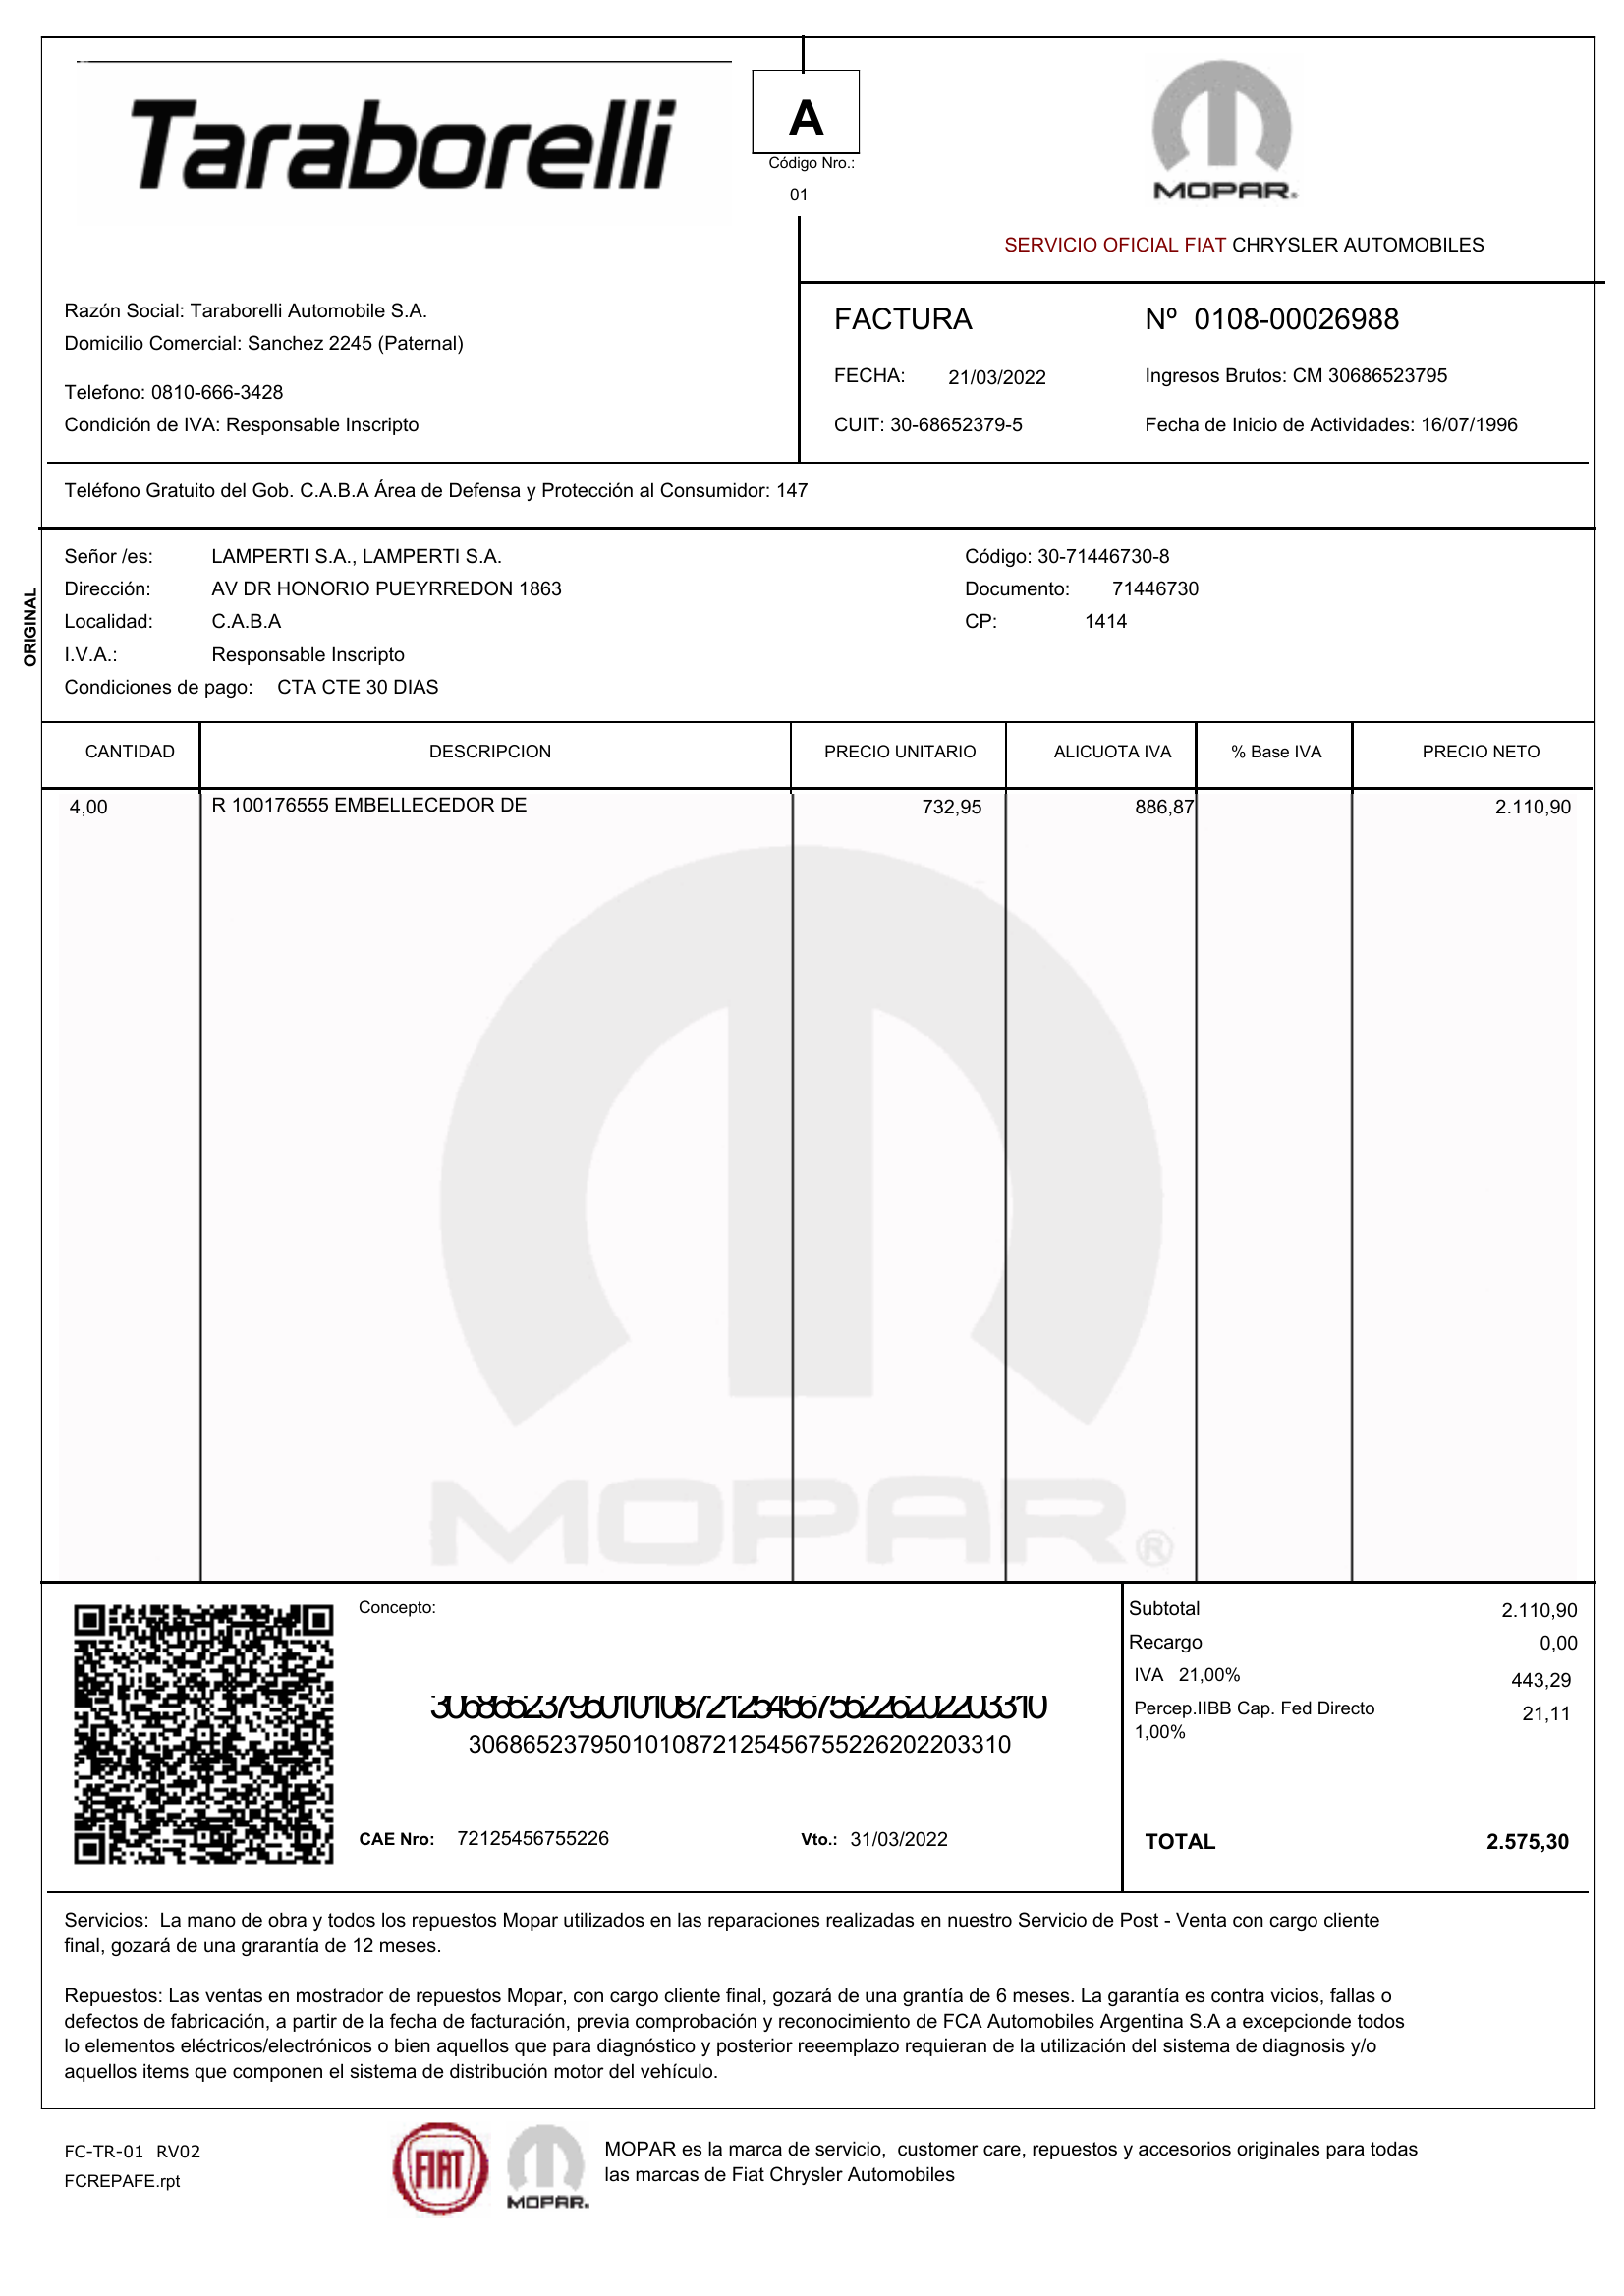 Taraborelli
A
Código Nro.:
01
MOPAR®
SERVICIO OFICIAL FIAT CHRYSLER AUTOMOBILES
Razón Social: Taraborelli Automobile S.A.
Domicilio Comercial: Sanchez 2245 (Paternal)
Telefono: 0810-666-3428
Condición de IVA: Responsable Inscripto
FACTURA Nº 0108-00026988
FECHA: 21/03/2022 Ingresos Brutos: CM 30686523795
CUIT: 30-68652379-5 Fecha de Inicio de Actividades: 16/07/1996
Teléfono Gratuito del Gob. C.A.B.A Área de Defensa y Protección al Consumidor: 147
ORIGINAL
Señor /es: LAMPERTI S.A., LAMPERTI S.A. Código: 30-71446730-8
Dirección: AV DR HONORIO PUEYRREDON 1863 Documento: 71446730
Localidad: C.A.B.A CP: 1414
I.V.A.: Responsable Inscripto
Condiciones de pago: CTA CTE 30 DIAS
CANTIDAD DESCRIPCION PRECIO UNITARIO ALICUOTA IVA % Base IVA PRECIO NETO
4,00 R 100176555 EMBELLECEDOR DE 732,95 886,87 2.110,90
MOPAR®
Concepto:
3068652379501010872125456755226202203310
3068652379501010872125456755226202203310
CAE Nro: 72125456755226 Vto.: 31/03/2022
Subtotal 2.110,90
Recargo 0,00
IVA 21,00% 443,29
Percep.IIBB Cap. Fed Directo 21,11
1,00%
TOTAL 2.575,30
Servicios: La mano de obra y todos los repuestos Mopar utilizados en las reparaciones realizadas en nuestro Servicio de Post - Venta con cargo cliente
final, gozará de una grarantía de 12 meses.
Repuestos: Las ventas en mostrador de repuestos Mopar, con cargo cliente final, gozará de una grantía de 6 meses. La garantía es contra vicios, fallas o
defectos de fabricación, a partir de la fecha de facturación, previa comprobación y reconocimiento de FCA Automobiles Argentina S.A a excepcionde todos
lo elementos eléctricos/electrónicos o bien aquellos que para diagnóstico y posterior reeemplazo requieran de la utilización del sistema de diagnosis y/o
aquellos items que componen el sistema de distribución motor del vehículo.
FC-TR-01 RV02
FCREPAFE.rpt
FIAT
MOPAR.
MOPAR es la marca de servicio, customer care, repuestos y accesorios originales para todas
las marcas de Fiat Chrysler Automobiles